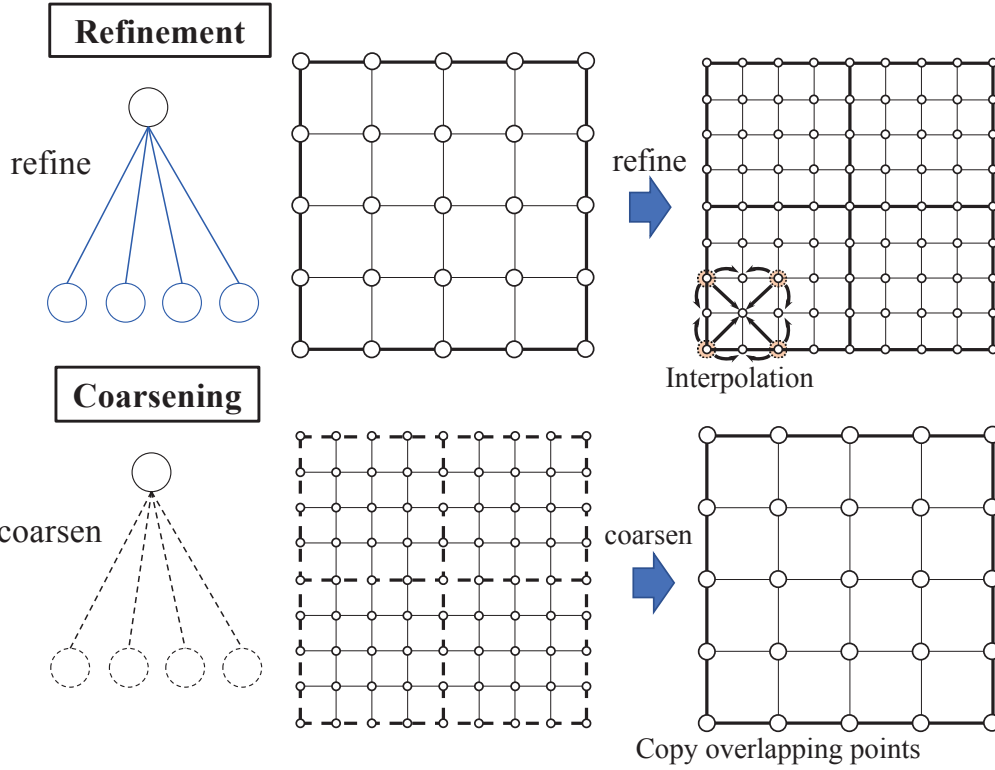 Refinement
refine
refine
Interpolation
Coarsening
coarsen
coarsen
Copy overlapping points